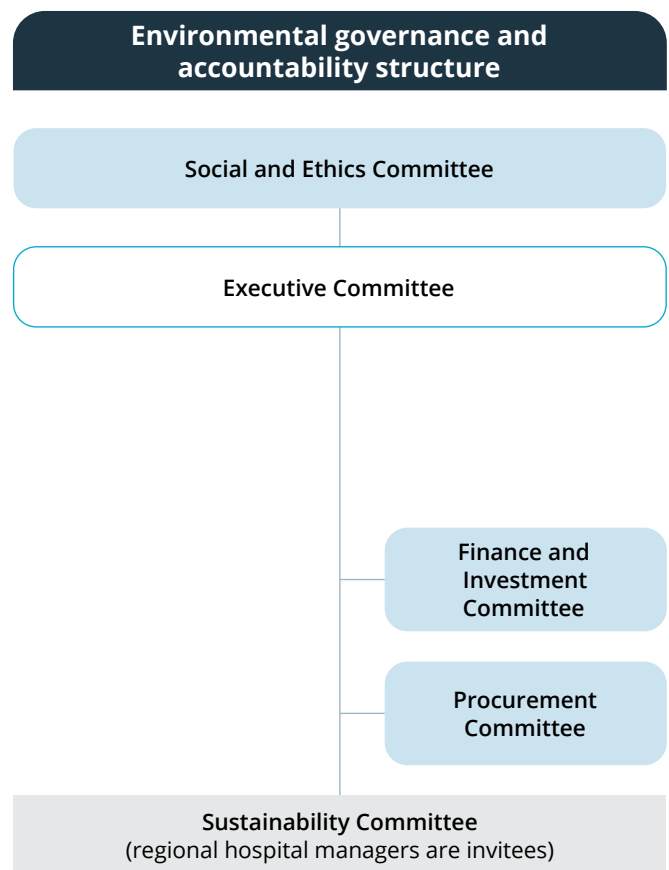 Environmental governance and
accountability structure
Social and Ethics Committee
Executive Committee
Finance and
Investment
Committee
Procurement
Committee
Sustainability Committee
(regional hospital managers are invitees)